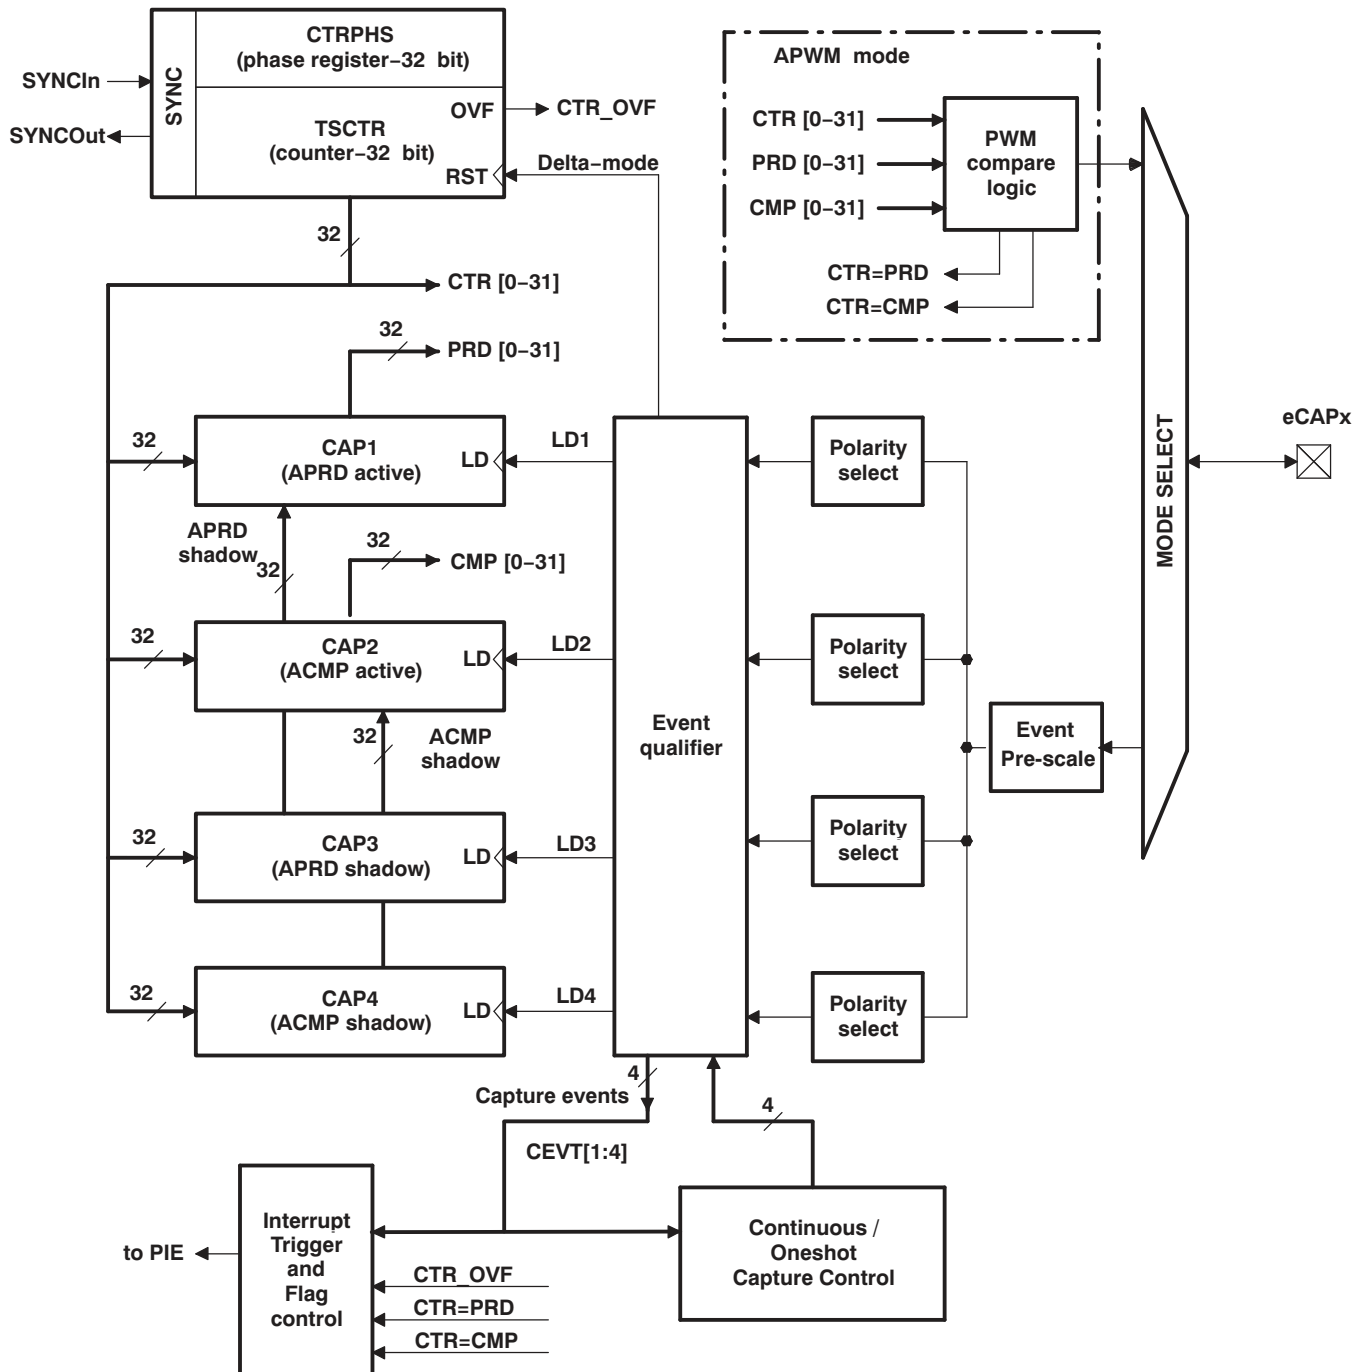 CTRPHS
(phase register−32 bit)
SYNC
SYNCIn
SYNCOut
OVF
CTR_OVF
TSCTR
(counter−32 bit)
RST
Delta−mode
32
CTR [0−31]
32
PRD [0−31]
APWM mode
CTR [0−31]
PRD [0−31]
CMP [0−31]
PWM
compare
logic
CTR=PRD
CTR=CMP
MODE SELECT
eCAPx
32
CAP1
(APRD active)
LD
LD1
Polarity
select
APRD
shadow
32
32
CMP [0−31]
32
CAP2
(ACMP active)
LD
LD2
Polarity
select
32
ACMP
shadow
Event
qualifier
Event
Pre-scale
32
CAP3
(APRD shadow)
LD
LD3
Polarity
select
32
CAP4
(ACMP shadow)
LD
LD4
Polarity
select
4
Capture events
4
CEVT[1:4]
Interrupt
Trigger
and
Flag
control
to PIE
Continuous /
Oneshot
Capture Control
CTR_OVF
CTR=PRD
CTR=CMP